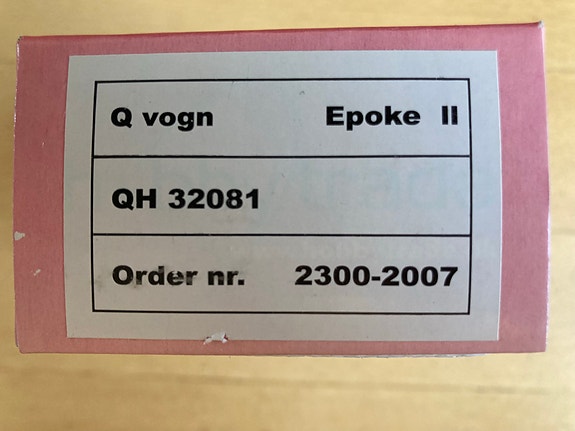 Q vogn Epoke II
QH 32081
Order nr. 2300-2007